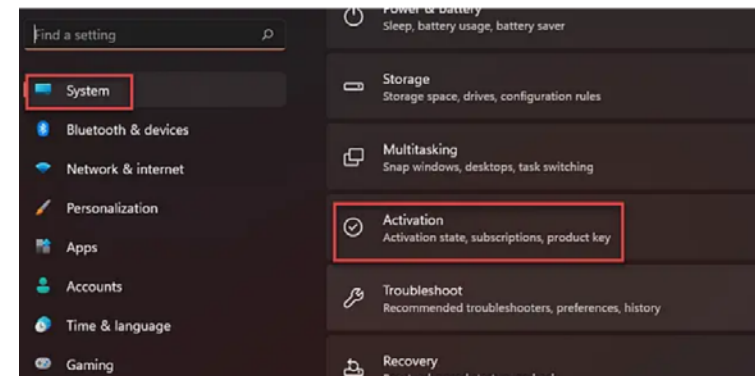 Find a setting
System
Bluetooth & devices
Network & internet
Personalization
Apps
Accounts
Time & language
Gaming
Power & battery
Sleep, battery usage, battery saver
Storage
Storage space, drives, configuration rules
Multitasking
Snap windows, desktops, task switching
Activation
Activation state, subscriptions, product key
Troubleshoot
Recommended troubleshooters, preferences, history
Recovery